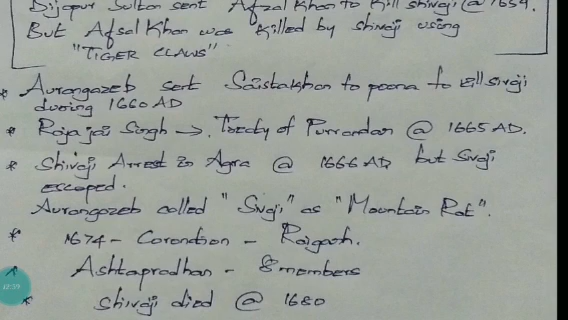 Bijapur Sultan sent Afzal Khan to kill shivaji @ 1659.
But Afsal Khan was killed by shivaji using
"TIGER CLAWS"
* Aurangazeb sent Saistakhan to poona to kill sivaji
during 1660 AD
* Raja jai Singh → Treaty of Purrandar @ 1665 AD.
* Shivaji Arrest in Agra @ 1666 AD but Sivaji
escaped.
Aurangazeb called "Sivaji" as "Mountain Rat".
* 1674 - Coronation - Raigarh.
* Ashtapradhan - 8 members
* Shivaji died @ 1680